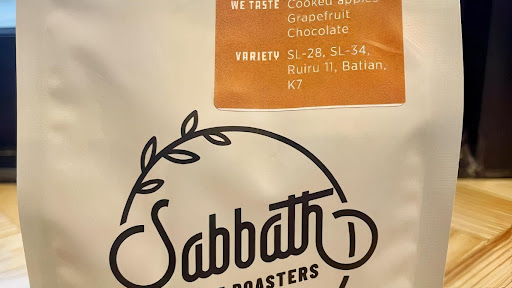 WE TASTE Cooked apples
Grapefruit
Chocolate
VARIETY SL-28, SL-34,
Ruiru 11, Batian,
K7
Sabbath
ROASTERS